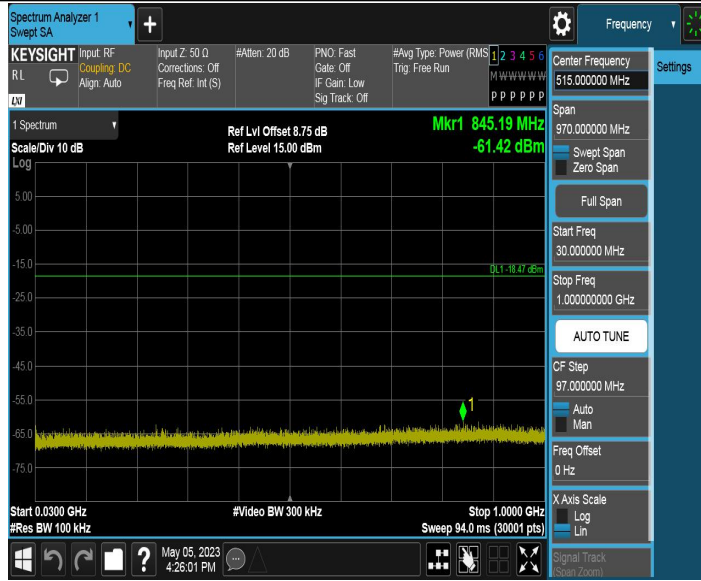 Spectrum Analyzer 1
Swept SA
Frequency
KEYSIGHT
RL
LXI
Input: RF
Coupling: DC
Align: Auto
Input Z: 50 Ω
Corrections: Off
Freq Ref: Int (S)
#Atten: 20 dB
PNO: Fast
Gate: Off
IF Gain: Low
Sig Track: Off
#Avg Type: Power (RMS
Trig: Free Run
1 2 3 4 5 6
M W W W W W
P P P P P P
Settings
1 Spectrum
Scale/Div 10 dB
Log
Ref Lvl Offset 8.75 dB
Ref Level 15.00 dBm
Mkr1 845.19 MHz
-61.42 dBm
5.00
-5.00
-15.0
DL1 -18.47 dBm
-25.0
-35.0
-45.0
-55.0
1
-65.0
-75.0
Start 0.0300 GHz
#Res BW 100 kHz
#Video BW 300 kHz
Stop 1.0000 GHz
Sweep 94.0 ms (30001 pts)
Center Frequency
515.000000 MHz
Span
970.000000 MHz
Swept Span
Zero Span
Full Span
Start Freq
30.000000 MHz
Stop Freq
1.000000000 GHz
AUTO TUNE
CF Step
97.000000 MHz
Auto
Man
Freq Offset
0 Hz
X Axis Scale
Log
Lin
Signal Track
(Span Zoom)
?
May 05, 2023
4:26:01 PM